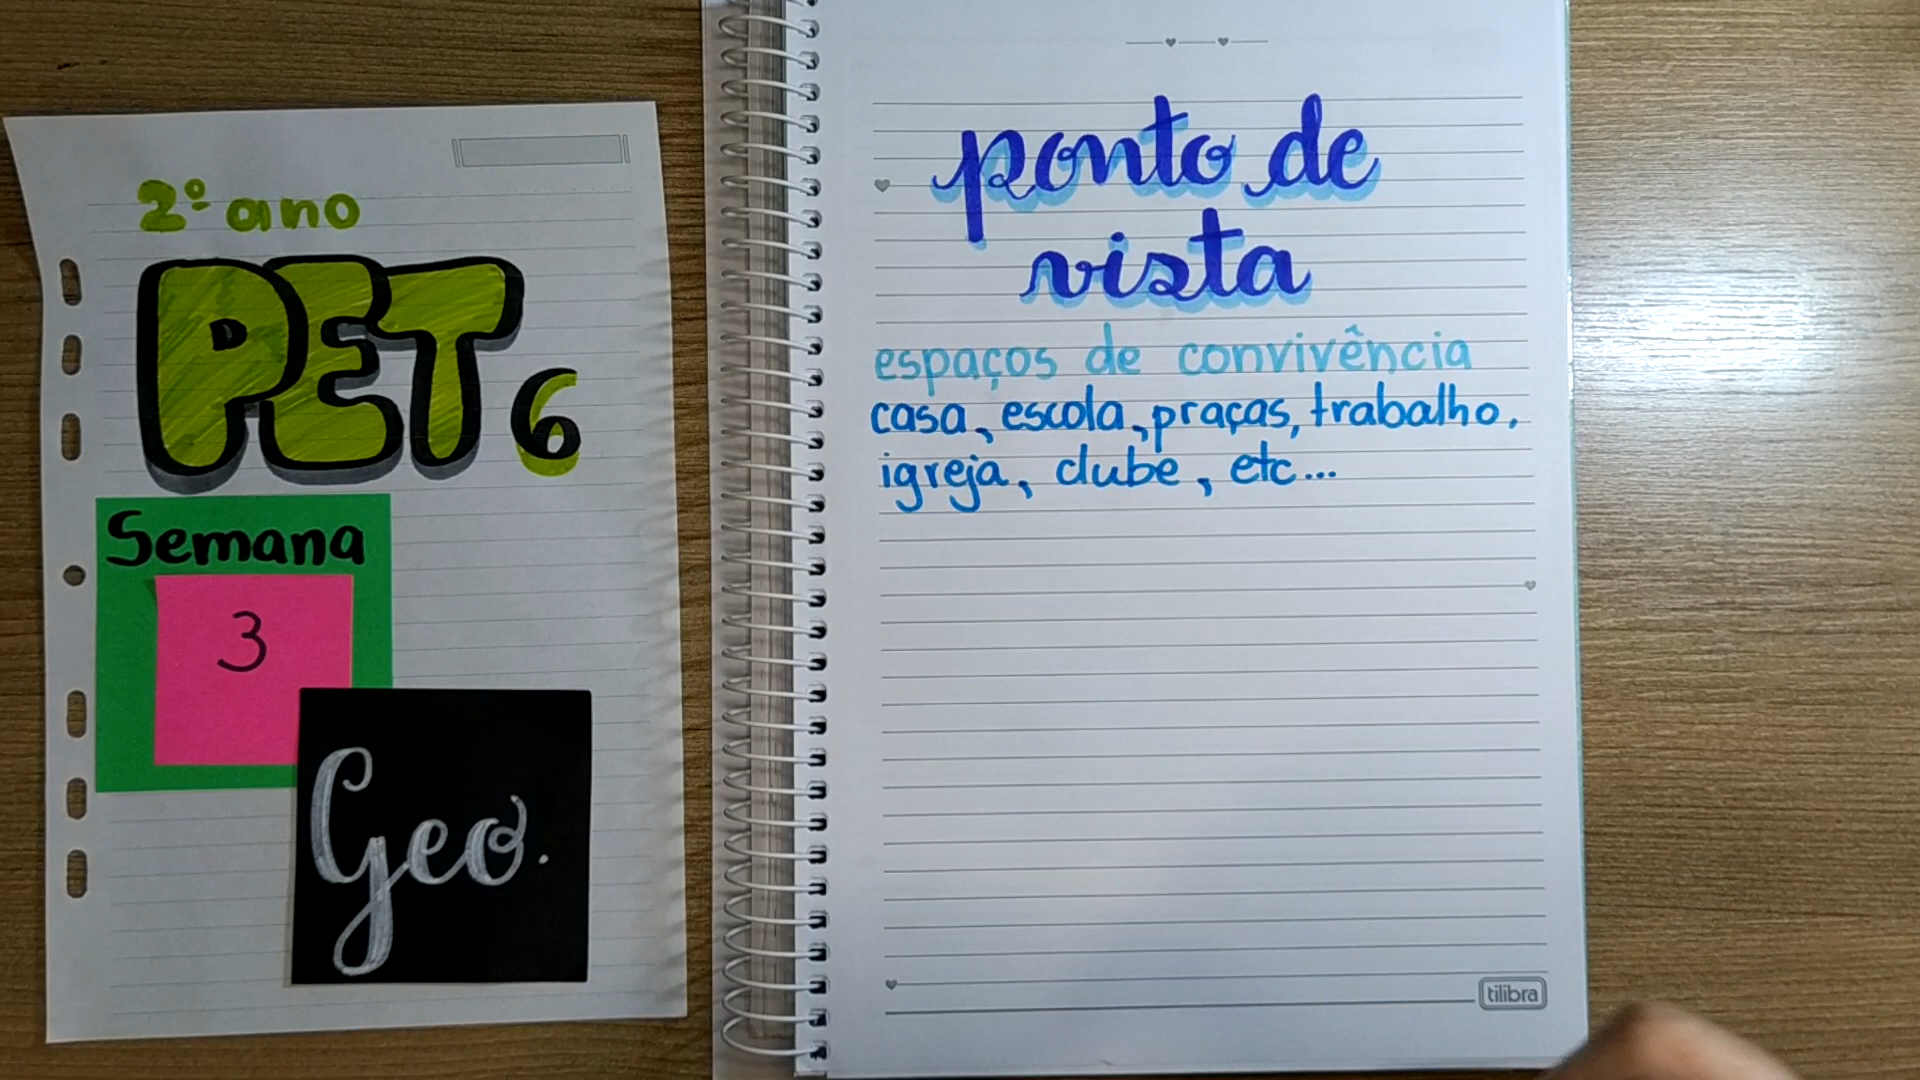 2º ano
PET 6
Semana
3
Geo.
ponto de
vista
espaços de convivência
casa, escola, praças, trabalho,
igreja, clube, etc...
tilibra